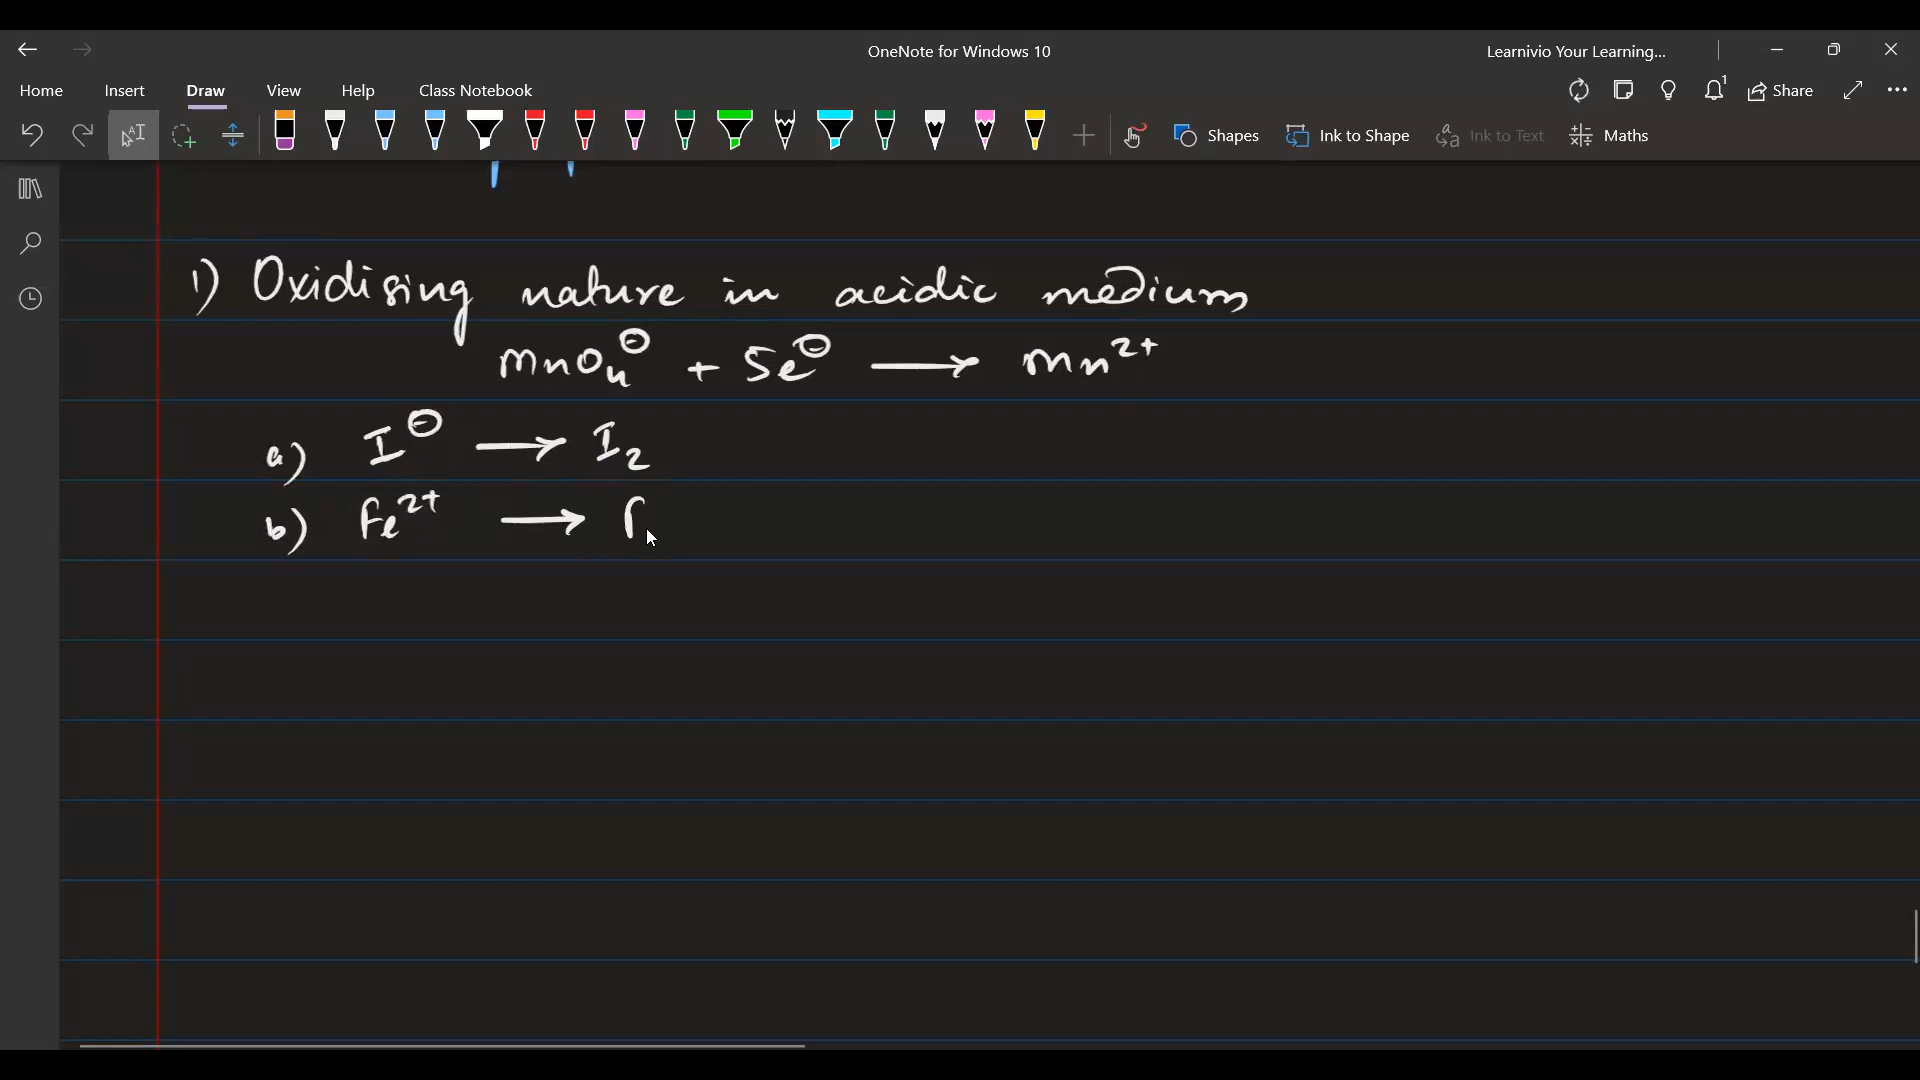 OneNote for Windows 10
Learnivio Your Learning...
Home Insert Draw View Help Class Notebook
Share
Shapes Ink to Shape Ink to Text Maths
1) Oxidising nature in acidic medium
MnO₄⊖ + 5e⊖ ⟶ Mn²⁺
a) I⊖ ⟶ I₂
b) Fe²⁺ ⟶